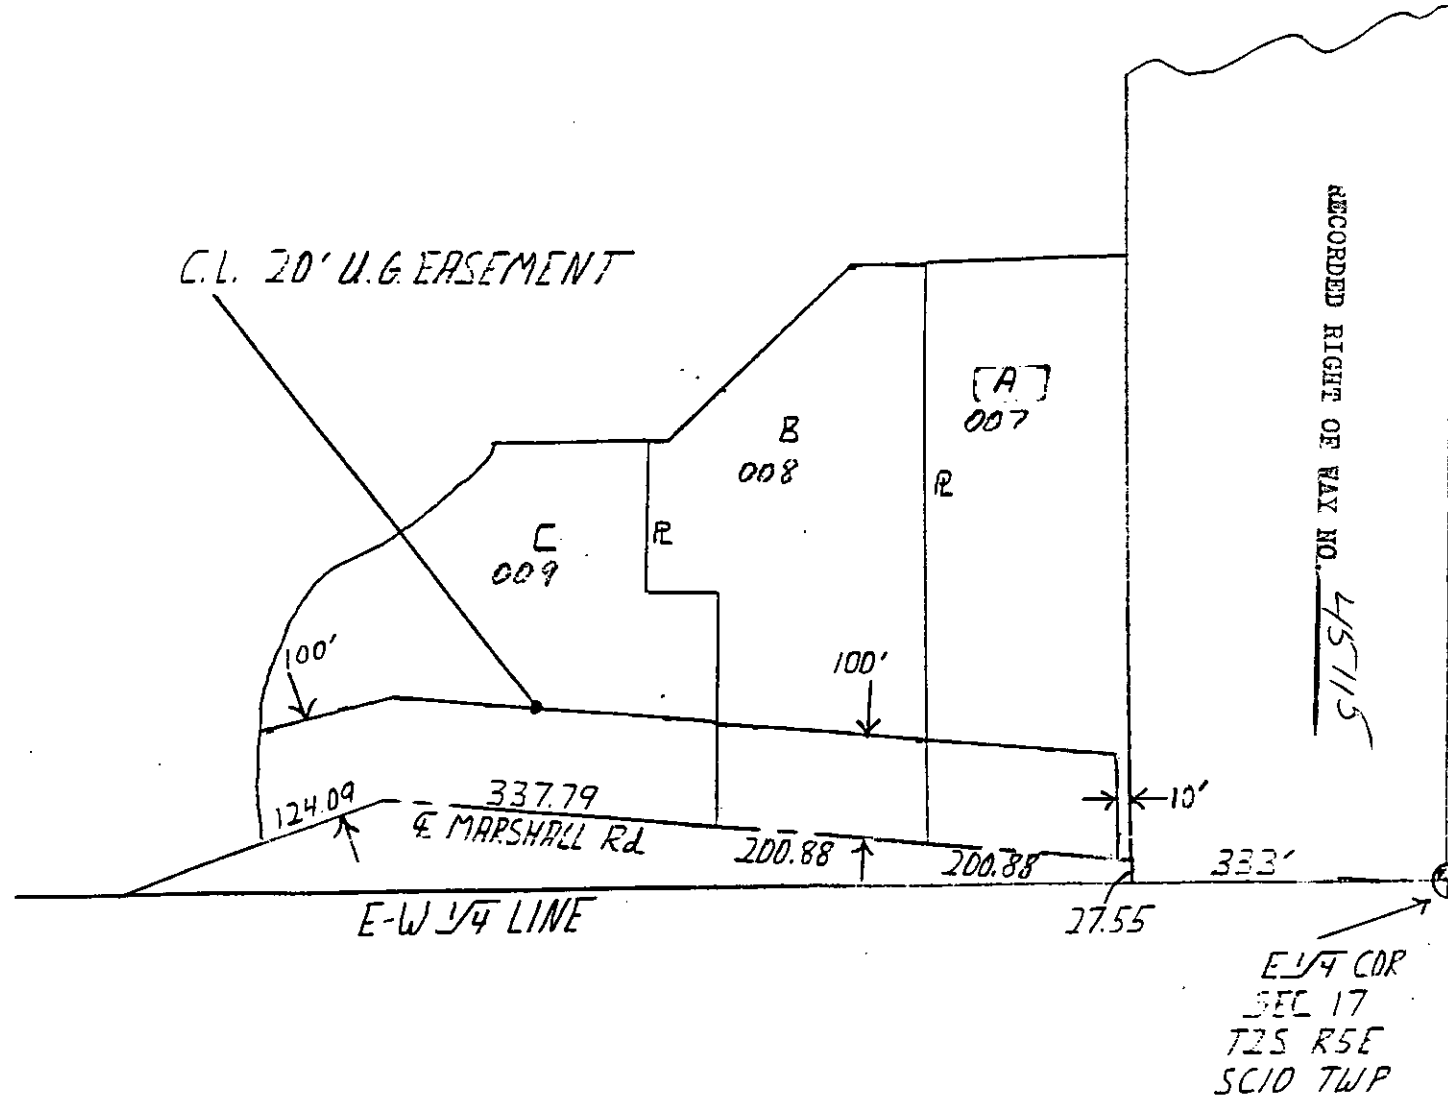 C.L. 20' U.G. EASEMENT
A
007
B
008
℄
C
009
℄
100'
100'
124.09
337.79
℄ MARSHALL Rd
200.88
200.88
10'
333'
27.55
E-W 1/4 LINE
E 1/4 COR
SEC 17
T2S R5E
SCIO TWP
RECORDED RIGHT OF WAY NO. 45115